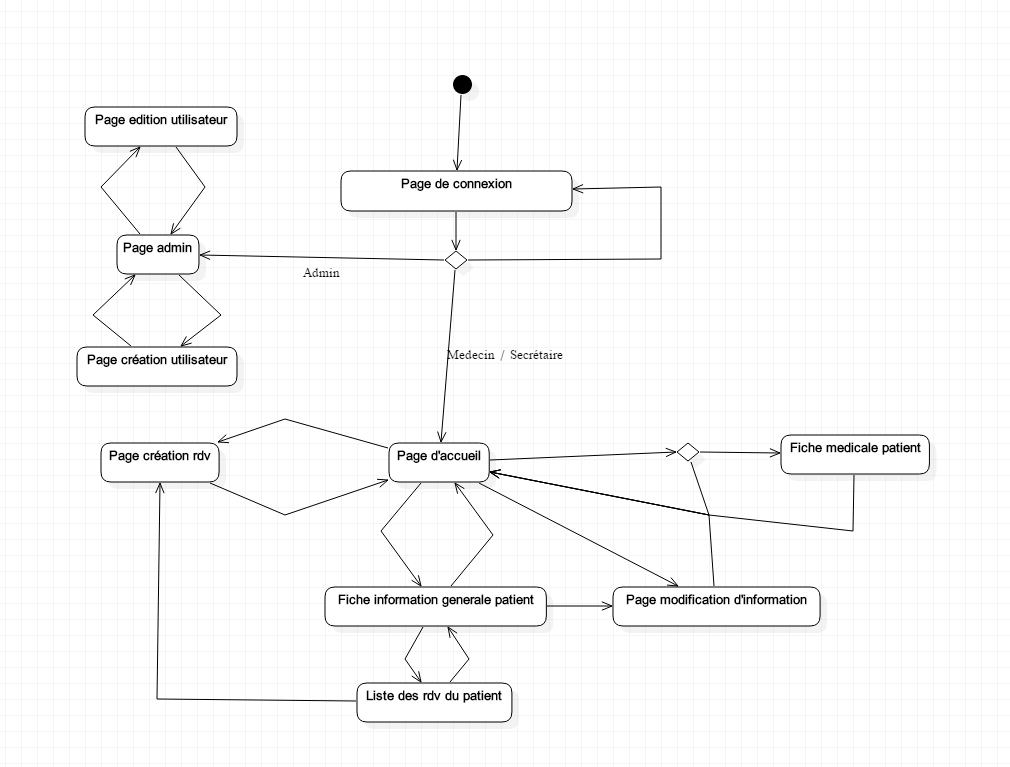 Page edition utilisateur
Page de connexion
Page admin
Admin
Page création utilisateur
Medecin / Secrétaire
Page création rdv
Page d'accueil
Fiche medicale patient
Fiche information generale patient
Page modification d'information
Liste des rdv du patient